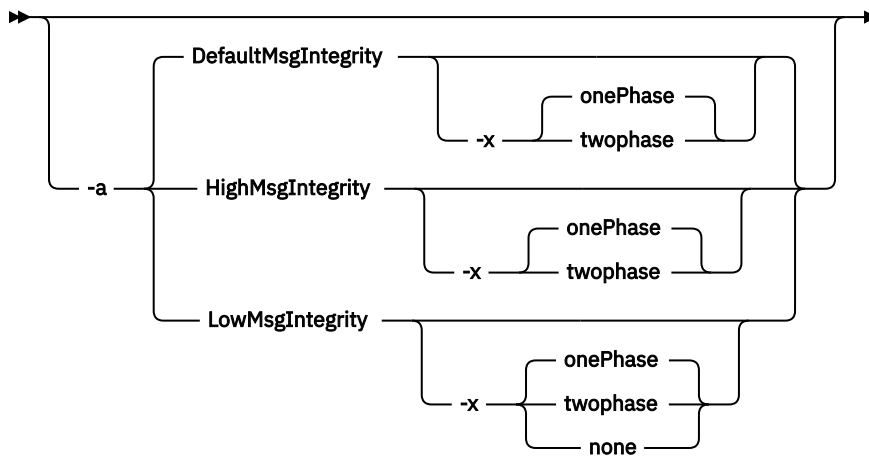 DefaultMsgIntegrity
onePhase
-x twophase
-a HighMsgIntegrity
onePhase
-x twophase
LowMsgIntegrity
onePhase
-x twophase
none